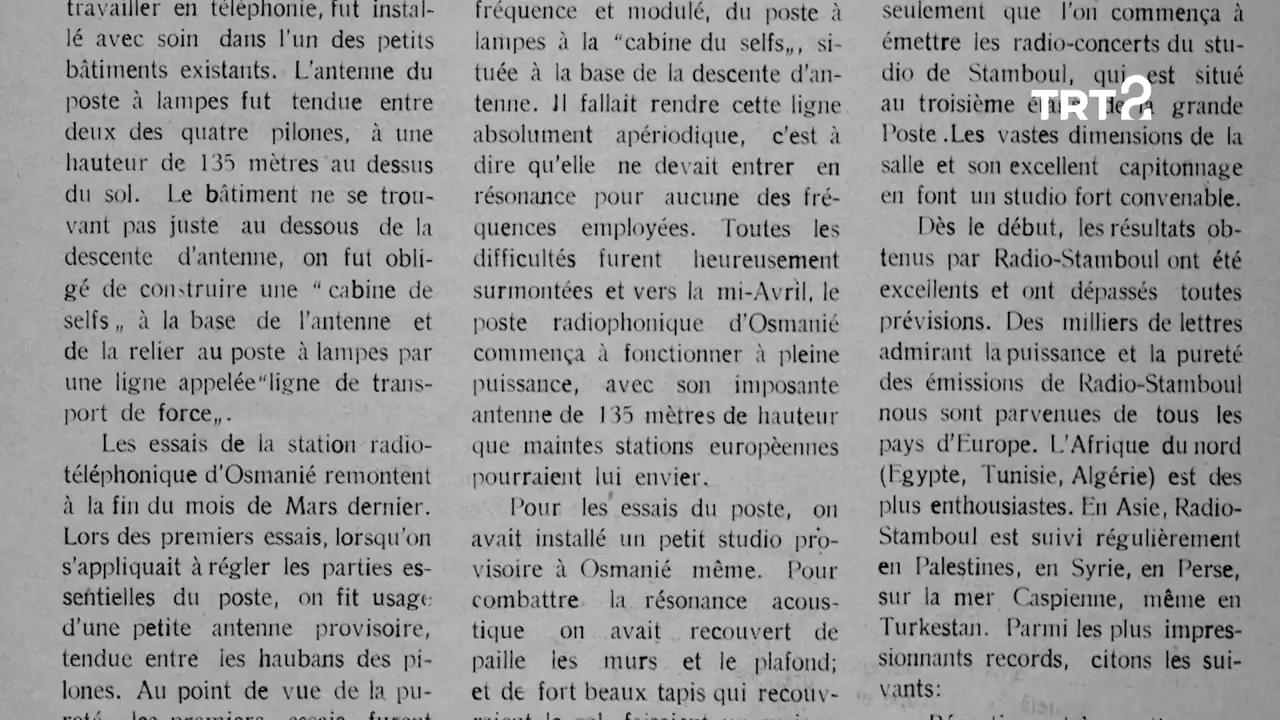 travailler en téléphonie, fut instal-
lé avec soin dans l'un des petits
bâtiments existants. L'antenne du
poste à lampes fut tendue entre
deux des quatre pilones, à une
hauteur de 135 mètres au dessus
du sol. Le bâtiment ne se trou-
vant pas juste au dessous de la
descente d'antenne, on fut obli-
gé de construire une “ cabine de
selfs„ à la base de l'antenne et
de la relier au poste à lampes par
une ligne appelée“ligne de trans-
port de force„.
Les essais de la station radio-
téléphonique d'Osmanié remontent
à la fin du mois de Mars dernier.
Lors des premiers essais, lorsqu'on
s'appliquait à régler les parties es-
sentielles du poste, on fit usage
d'une petite antenne provisoire,
tendue entre les haubans des pi-
lones. Au point de vue de la pu-
reté, les premiers essais furent
fréquence et modulé, du poste à
lampes à la “cabine du selfs„, si-
tuée à la base de la descente d'an-
tenne. Il fallait rendre cette ligne
absolument apériodique, c'est à
dire qu'elle ne devait entrer en
résonance pour aucune des fré-
quences employées. Toutes les
difficultés furent heureusement
surmontées et vers la mi-Avril, le
poste radiophonique d'Osmanié
commença à fonctionner à pleine
puissance, avec son imposante
antenne de 135 mètres de hauteur
que maintes stations europèennes
pourraient lui envier.
Pour les essais du poste, on
avait installé un petit studio pro-
visoire à Osmanié même. Pour
combattre la résonance acous-
tique on avait recouvert de
paille les murs et le plafond;
et de fort beaux tapis qui recouv-
raient le sol
seulement que l'on commença à
émettre les radio-concerts du stu-
dio de Stamboul, qui est situé
au troisième étage de la grande
Poste .Les vastes dimensions de la
salle et son excellent capitonnage
en font un studio fort convenable.
Dès le début, les résultats ob-
tenus par Radio-Stamboul ont été
excellents et ont dépassés toutes
prévisions. Des milliers de lettres
admirant la puissance et la pureté
des émissions de Radio-Stamboul
nous sont parvenues de tous les
pays d'Europe. L'Afrique du nord
(Egypte, Tunisie, Algérie) est des
plus enthousiastes. En Asie, Radio-
Stamboul est suivi régulièrement
en Palestines, en Syrie, en Perse,
sur la mer Caspienne, même en
Turkestan. Parmi les plus impres-
sionnants records, citons les sui-
vants:
TRT2